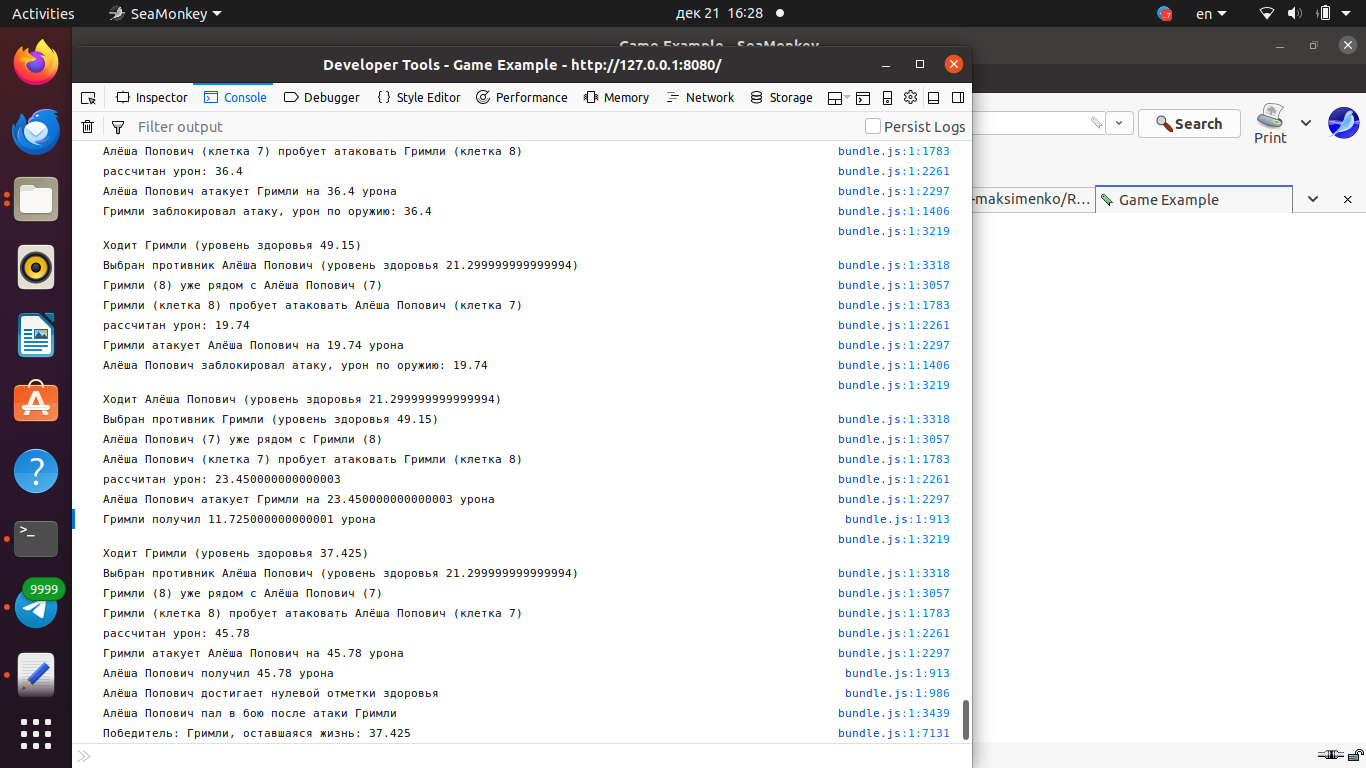 Activities
SeaMonkey
дек 21 16:28
en
Game Example - SeaMonkey
Developer Tools - Game Example - http://127.0.0.1:8080/
Inspector
Console
Debugger
Style Editor
Performance
Memory
Network
Storage
Filter output
Persist Logs
Search
Print
-maksimenko/R...
Game Example
Алёша Попович (клетка 7) пробует атаковать Гримли (клетка 8) bundle.js:1:1783
рассчитан урон: 36.4 bundle.js:1:2261
Алёша Попович атакует Гримли на 36.4 урона bundle.js:1:2297
Гримли заблокировал атаку, урон по оружию: 36.4 bundle.js:1:1406
bundle.js:1:3219
Ходит Гримли (уровень здоровья 49.15)
Выбран противник Алёша Попович (уровень здоровья 21.299999999999994) bundle.js:1:3318
Гримли (8) уже рядом с Алёша Попович (7) bundle.js:1:3057
Гримли (клетка 8) пробует атаковать Алёша Попович (клетка 7) bundle.js:1:1783
рассчитан урон: 19.74 bundle.js:1:2261
Гримли атакует Алёша Попович на 19.74 урона bundle.js:1:2297
Алёша Попович заблокировал атаку, урон по оружию: 19.74 bundle.js:1:1406
bundle.js:1:3219
Ходит Алёша Попович (уровень здоровья 21.299999999999994)
Выбран противник Гримли (уровень здоровья 49.15) bundle.js:1:3318
Алёша Попович (7) уже рядом с Гримли (8) bundle.js:1:3057
Алёша Попович (клетка 7) пробует атаковать Гримли (клетка 8) bundle.js:1:1783
рассчитан урон: 23.450000000000003 bundle.js:1:2261
Алёша Попович атакует Гримли на 23.450000000000003 урона bundle.js:1:2297
Гримли получил 11.725000000000001 урона bundle.js:1:913
bundle.js:1:3219
Ходит Гримли (уровень здоровья 37.425)
Выбран противник Алёша Попович (уровень здоровья 21.299999999999994) bundle.js:1:3318
Гримли (8) уже рядом с Алёша Попович (7) bundle.js:1:3057
Гримли (клетка 8) пробует атаковать Алёша Попович (клетка 7) bundle.js:1:1783
рассчитан урон: 45.78 bundle.js:1:2261
Гримли атакует Алёша Попович на 45.78 урона bundle.js:1:2297
Алёша Попович получил 45.78 урона bundle.js:1:913
Алёша Попович достигает нулевой отметки здоровья bundle.js:1:986
Алёша Попович пал в бою после атаки Гримли bundle.js:1:3439
Победитель: Гримли, оставшаяся жизнь: 37.425 bundle.js:1:7131
9999